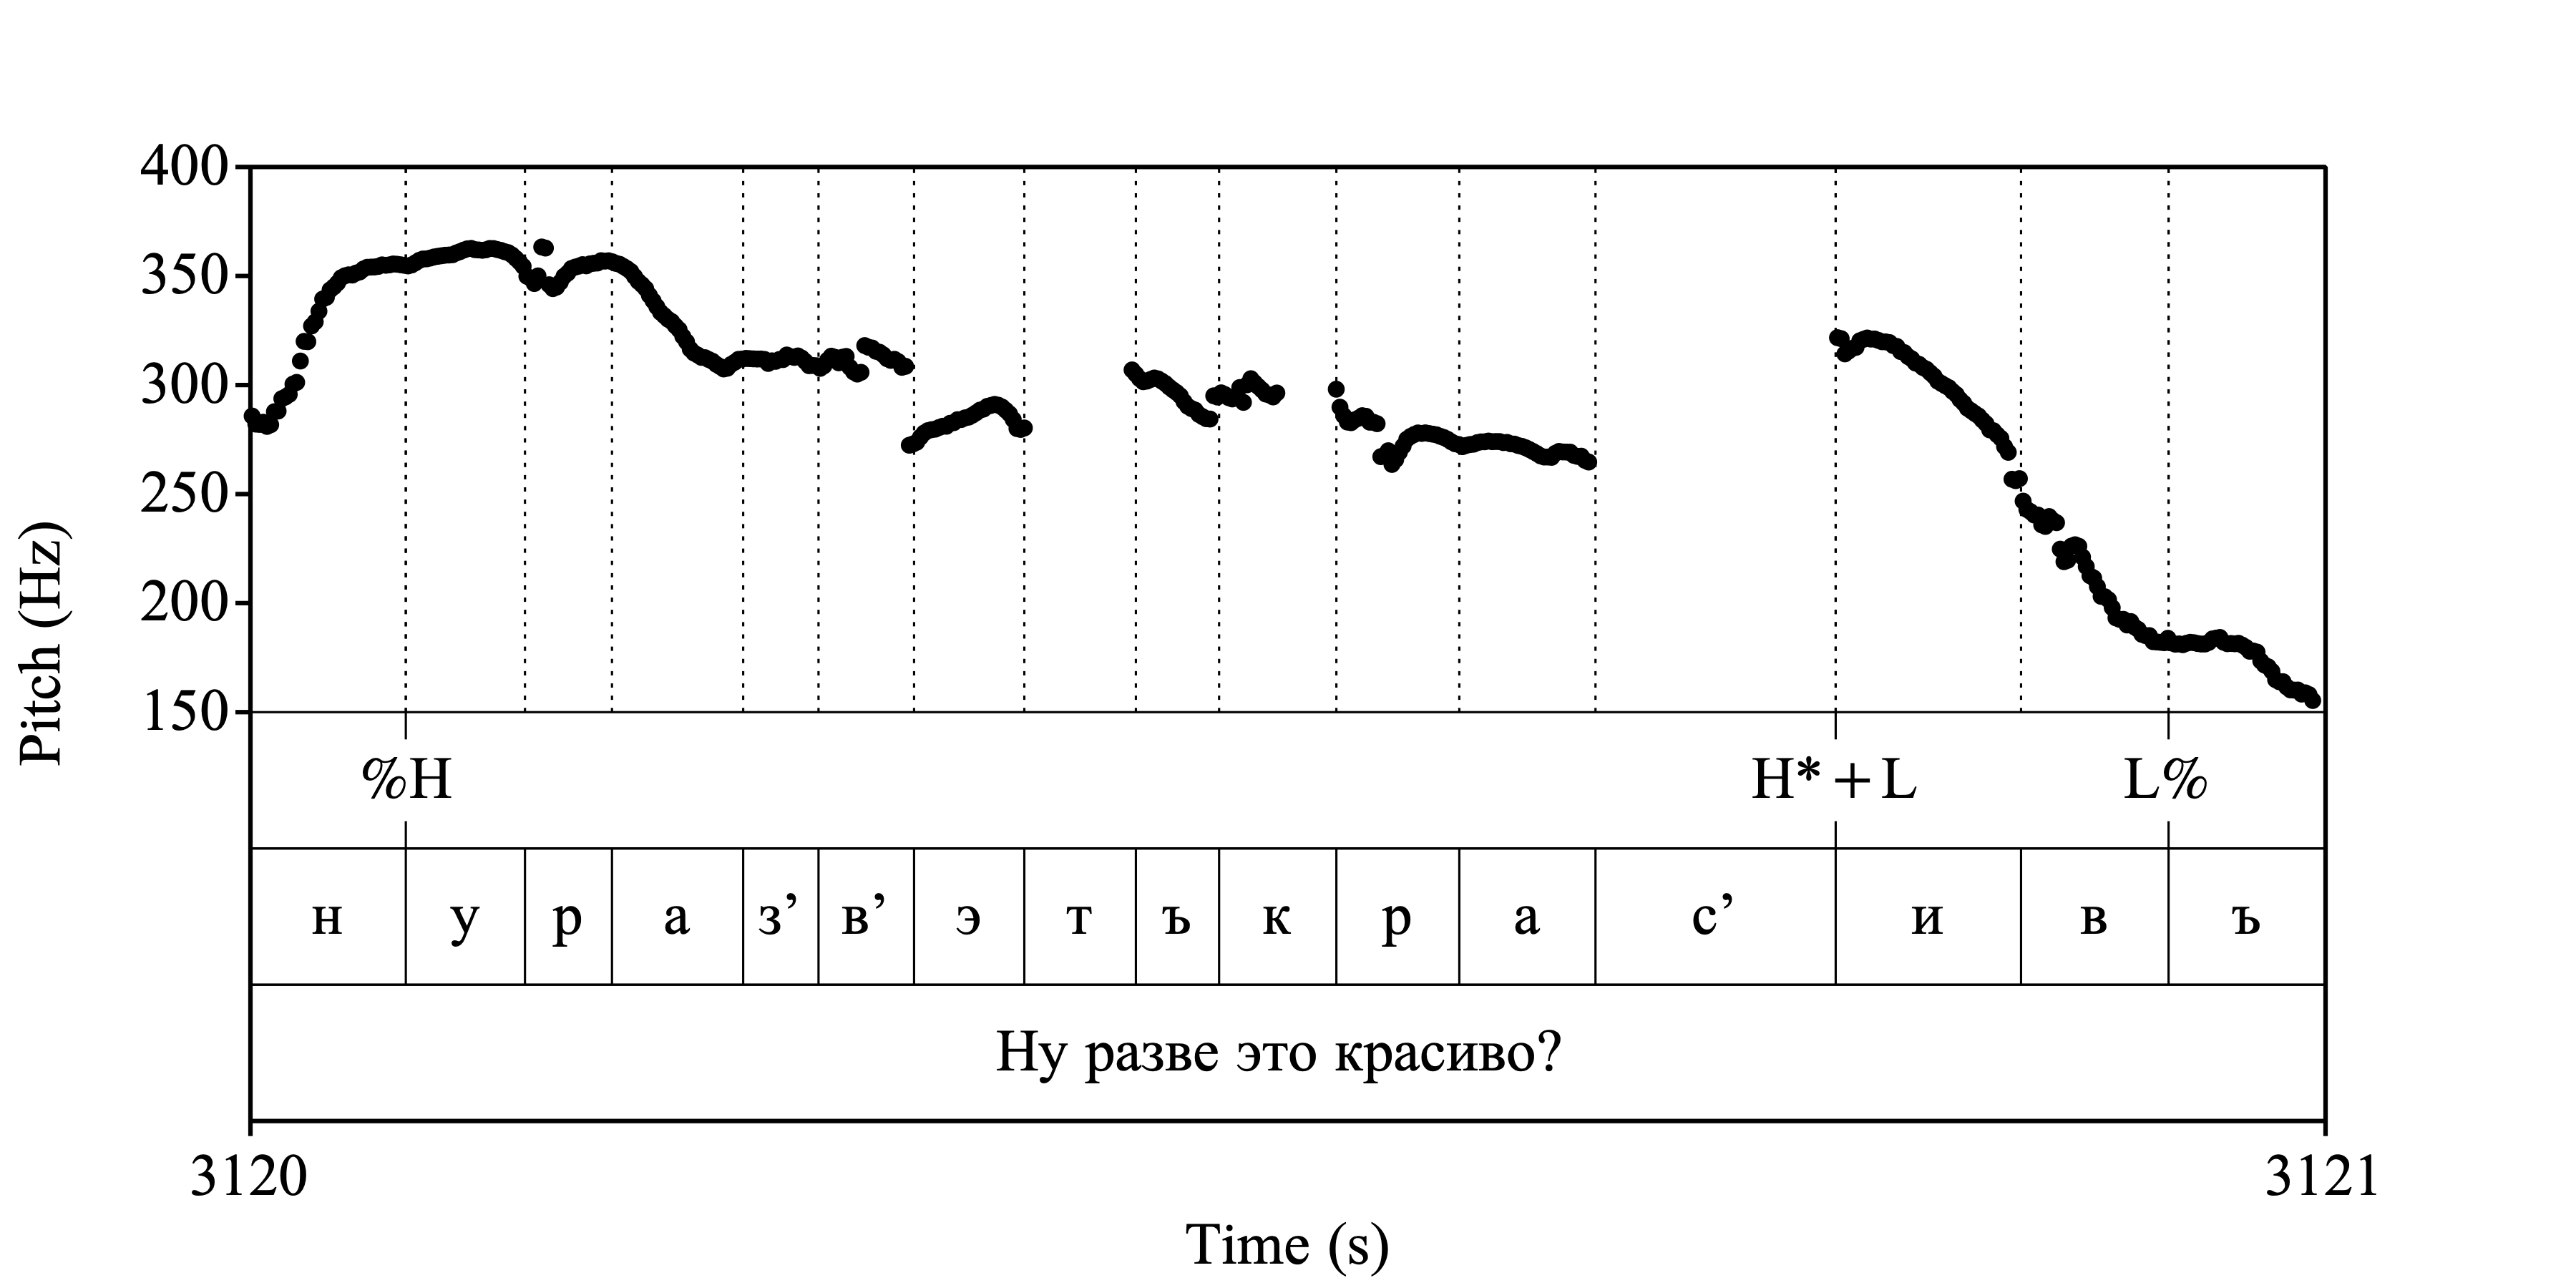 400
350
300
250
200
150
Pitch (Hz)
%H H*+L L%
н у р а з’ в’ э т ъ к р а с’ и в ъ
Ну разве это красиво?
3120 3121
Time (s)